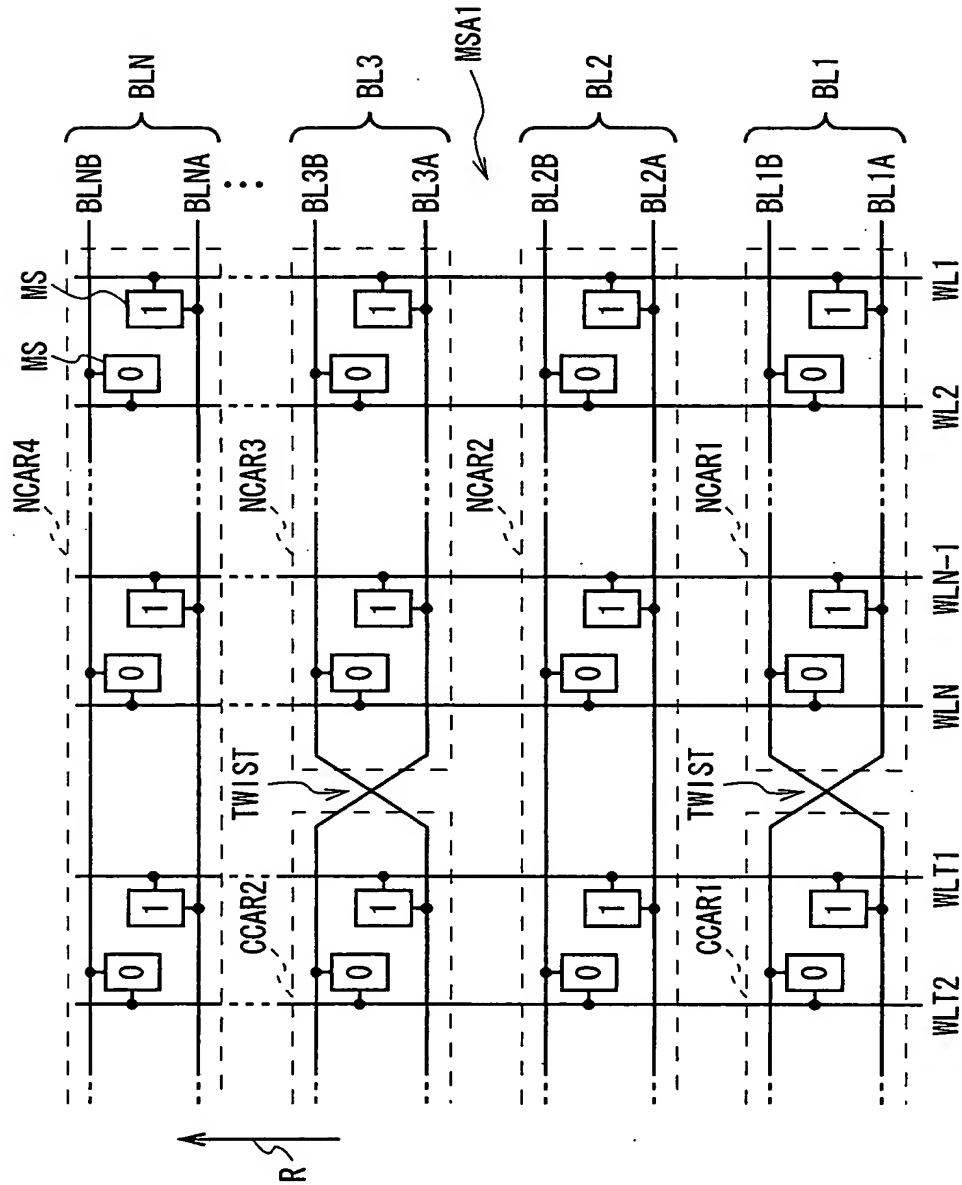 MSA1
BLN
BL3
BL2
BL1
BLNB
BLNA
BL3B
BL3A
BL2B
BL2A
BL1B
BL1A
MS
MS
NCAR4
NCAR3
NCAR2
NCAR1
TWIST
TWIST
CCAR2
CCAR1
0 1 0 1 0 1
0 1 0 1 0 1
0 1 0 1 0 1
0 1 0 1 0 1
WLT2 WLT1 WLN WLN-1 WL2 WL1
R